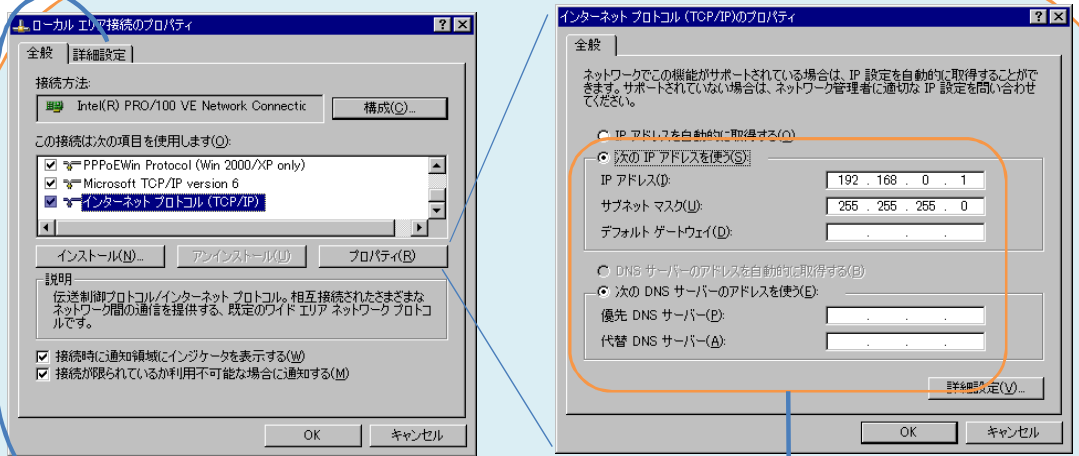 ローカル エリア接続のプロパティ
全般
詳細設定
接続方法:
Intel(R) PRO/100 VE Network Connectic
構成(C)...
この接続は次の項目を使用します(O):
PPPoEWin Protocol (Win 2000/XP only)
Microsoft TCP/IP version 6
インターネット プロトコル (TCP/IP)
インストール(N)...
アンインストール(U)
プロパティ(R)
説明
伝送制御プロトコル/インターネット プロトコル。相互接続されたさまざまな
ネットワーク間の通信を提供する、既定のワイド エリア ネットワーク プロトコ
ルです。
接続時に通知領域にインジケータを表示する(W)
接続が限られているか利用不可能な場合に通知する(M)
OK
キャンセル
インターネット プロトコル (TCP/IP)のプロパティ
全般
ネットワークでこの機能がサポートされている場合は、IP 設定を自動的に取得することがで
きます。サポートされていない場合は、ネットワーク管理者に適切な IP 設定を問い合わせ
てください。
IP アドレスを自動的に取得する(O)
次の IP アドレスを使う(S):
IP アドレス(I):
192 . 168 . 0 . 1
サブネット マスク(U):
255 . 255 . 255 . 0
デフォルト ゲートウェイ(D):
. . .
DNS サーバーのアドレスを自動的に取得する(B)
次の DNS サーバーのアドレスを使う(E):
優先 DNS サーバー(P):
. . .
代替 DNS サーバー(A):
. . .
詳細設定(V)...
OK
キャンセル